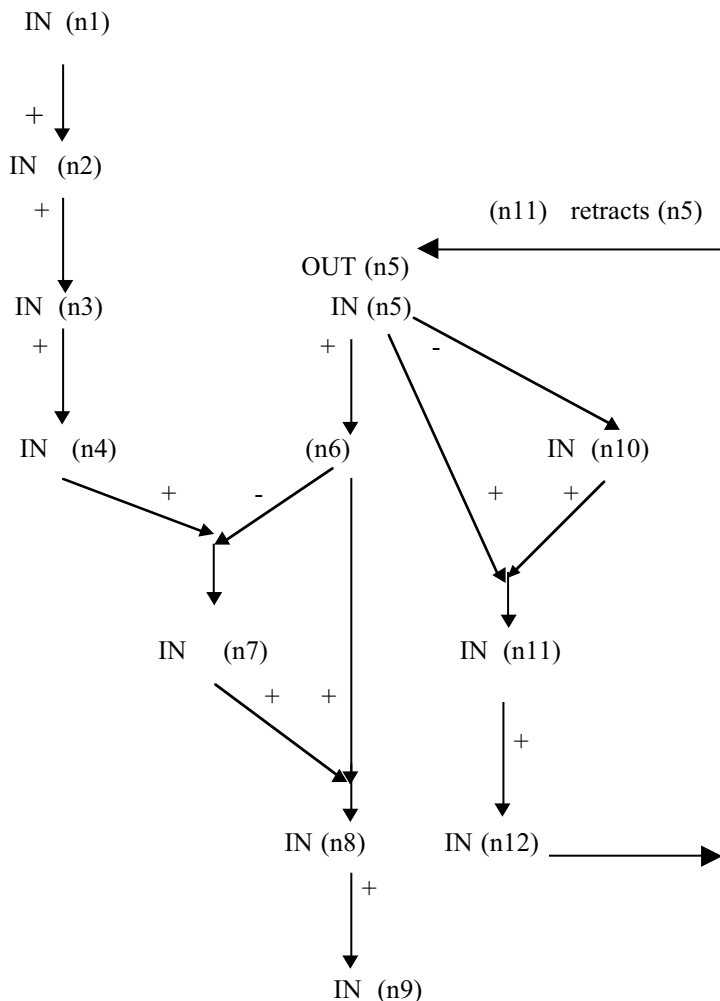 IN (n1)
+
IN (n2)
+
(n11) retracts (n5)
OUT (n5)
IN (n3)
IN (n5)
+
+
-
IN (n4)
(n6)
IN (n10)
+
-
+
+
IN (n7)
IN (n11)
+
+
+
IN (n8)
IN (n12)
+
IN (n9)